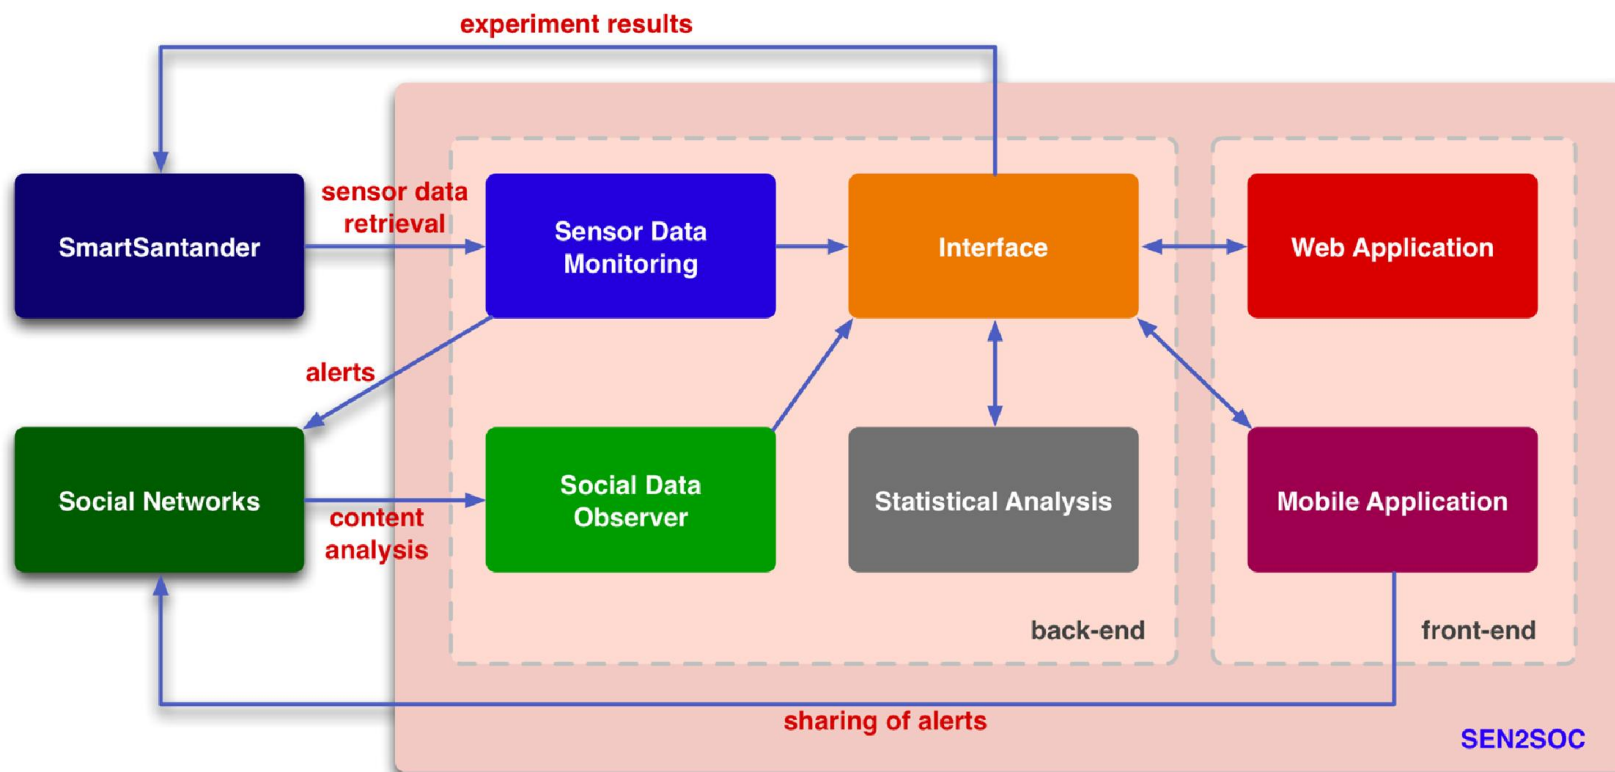 experiment results
SmartSantander
sensor data
retrieval
Sensor Data
Monitoring
Interface
Web Application
alerts
Social Networks
content
analysis
Social Data
Observer
Statistical Analysis
Mobile Application
back-end
front-end
sharing of alerts
SEN2SOC